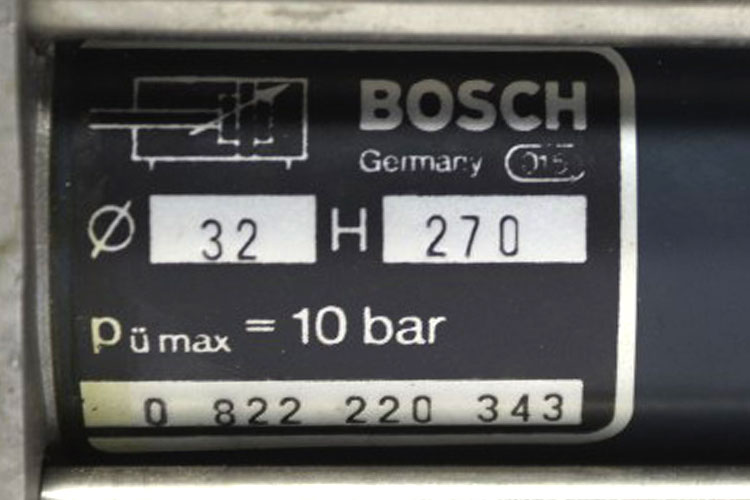 BOSCH
Germany
Ø 32 H 270
pü max = 10 bar
0 822 220 343